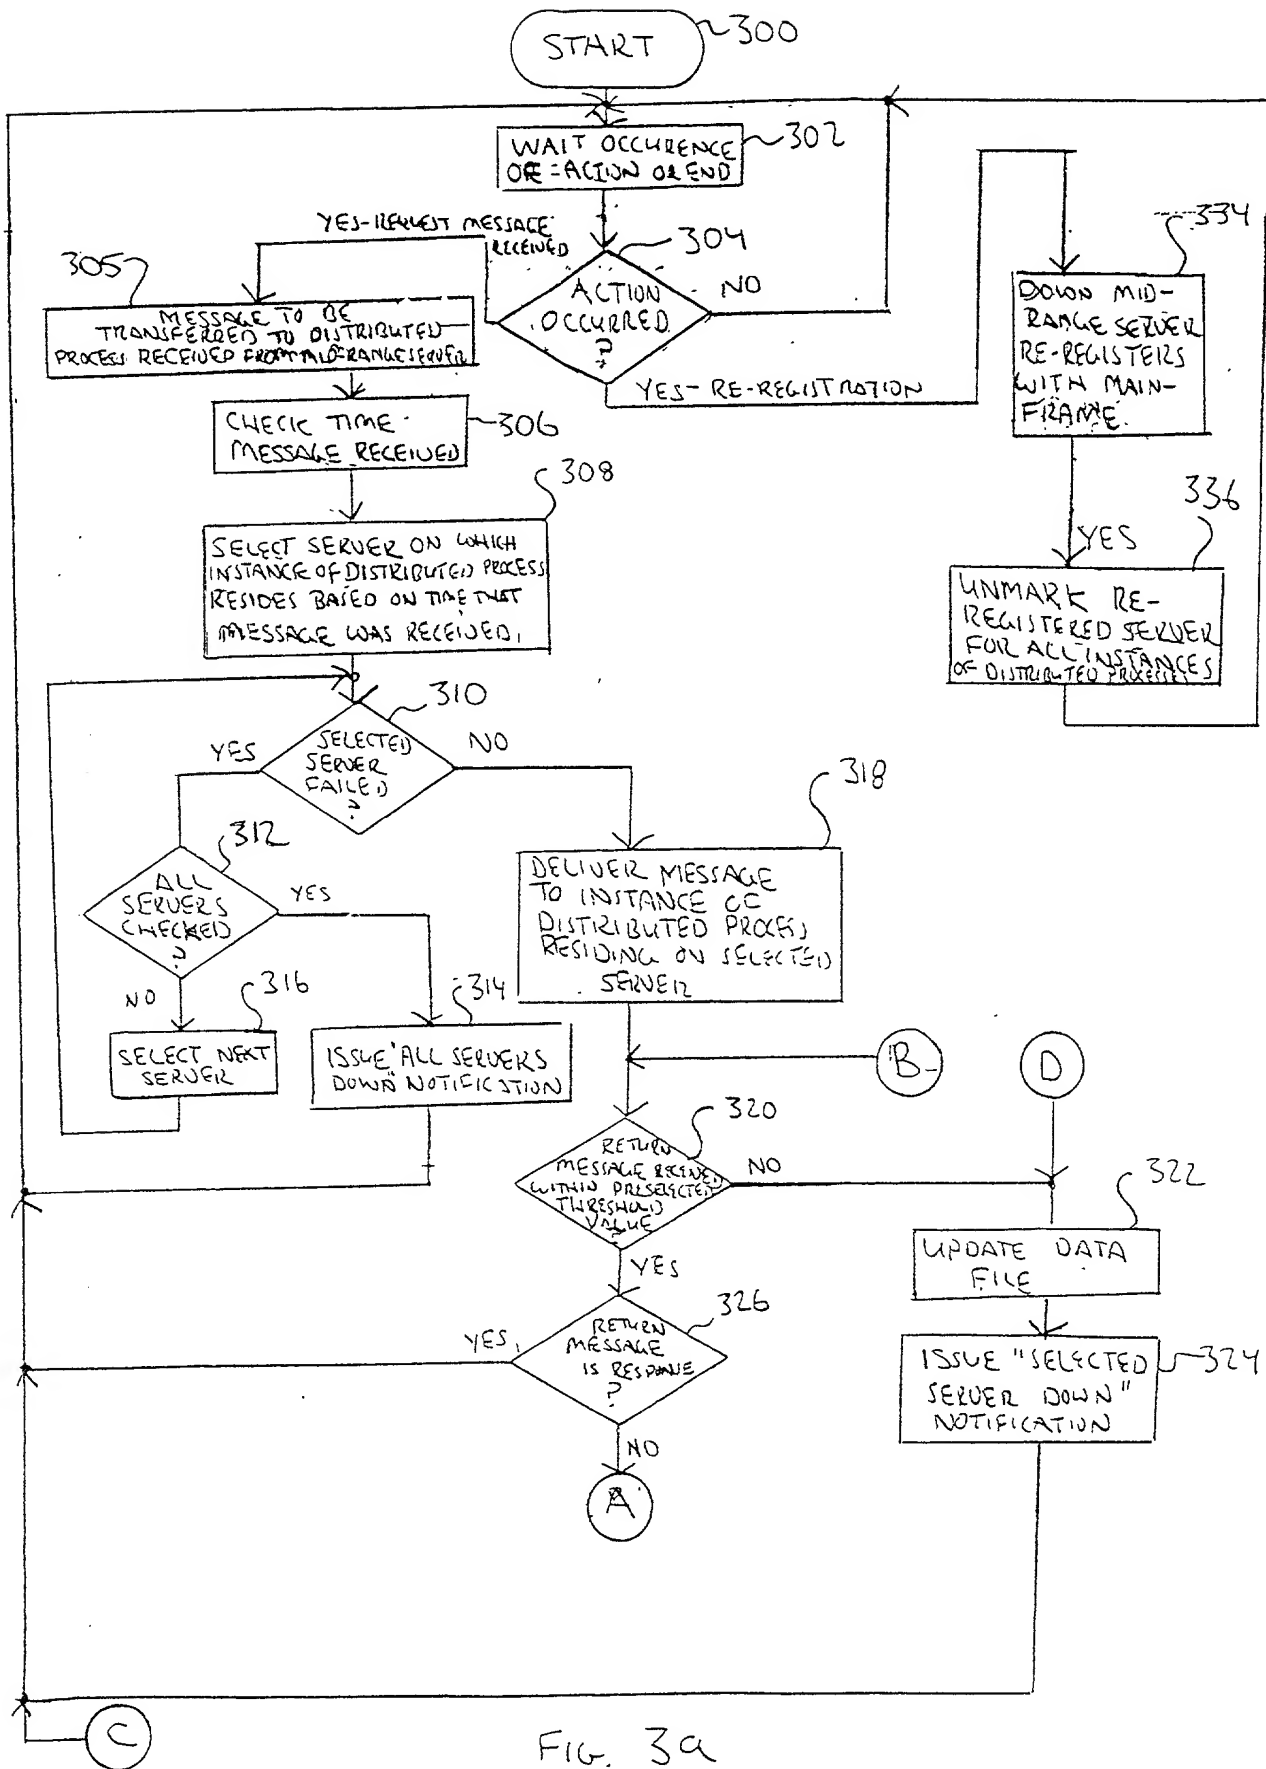 START
300
WAIT OCCURENCE
OF = ACTION OR END
302
YES-REQUEST MESSAGE
RECEIVED
304
ACTION
OCCURRED
?
NO
YES-RE-REGISTRATION
305
MESSAGE TO BE
TRANSFERRED TO DISTRIBUTED
PROCESS RECEIVED FROM MID-RANGE SERVER
334
DOWN MID-
RANGE SERVER
RE-REGISTERS
WITH MAIN-
FRAME.
CHECK TIME
MESSAGE RECEIVED
306
308
SELECT SERVER ON WHICH
INSTANCE OF DISTRIBUTED PROCESS
RESIDES BASED ON TIME THAT
MESSAGE WAS RECEIVED.
YES
336
UNMARK RE-
REGISTERED SERVER
FOR ALL INSTANCES
OF DISTRIBUTED PROCESSES
310
SELECTED
SERVER
FAILED
?
YES
NO
312
ALL
SERVERS
CHECKED
?
YES
NO
318
DELIVER MESSAGE
TO INSTANCE OF
DISTRIBUTED PROCESS
RESIDING ON SELECTED
SERVER
316
SELECT NEXT
SERVER
314
ISSUE "ALL SERVERS
DOWN" NOTIFICATION
B
D
320
RETURN
MESSAGE RECEIVED
WITHIN PRESELECTED
THRESHOLD
VALUE
?
NO
YES
322
UPDATE DATA
FILE
326
RETURN
MESSAGE
IS RESPONSE
?
YES
NO
324
ISSUE "SELECTED
SERVER DOWN"
NOTIFICATION
A
C
FIG. 3a